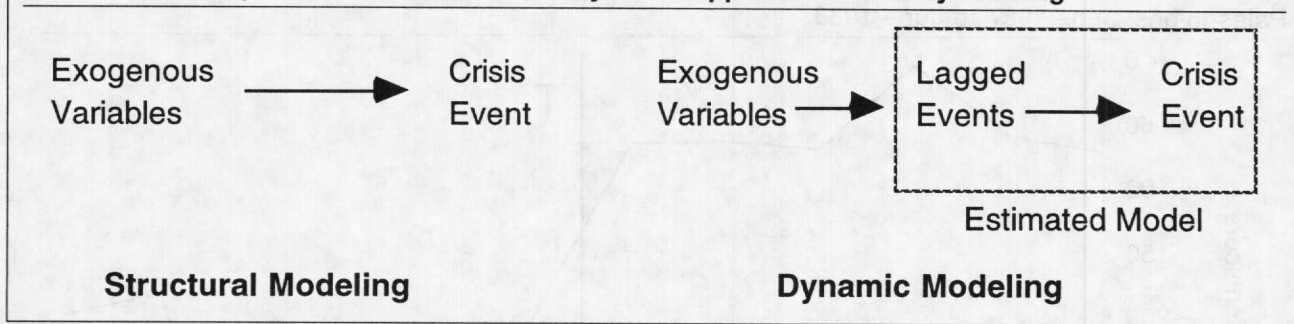 Exogenous
Variables
Crisis
Event
Exogenous
Variables
Lagged
Events
Crisis
Event
Estimated Model
Structural Modeling
Dynamic Modeling